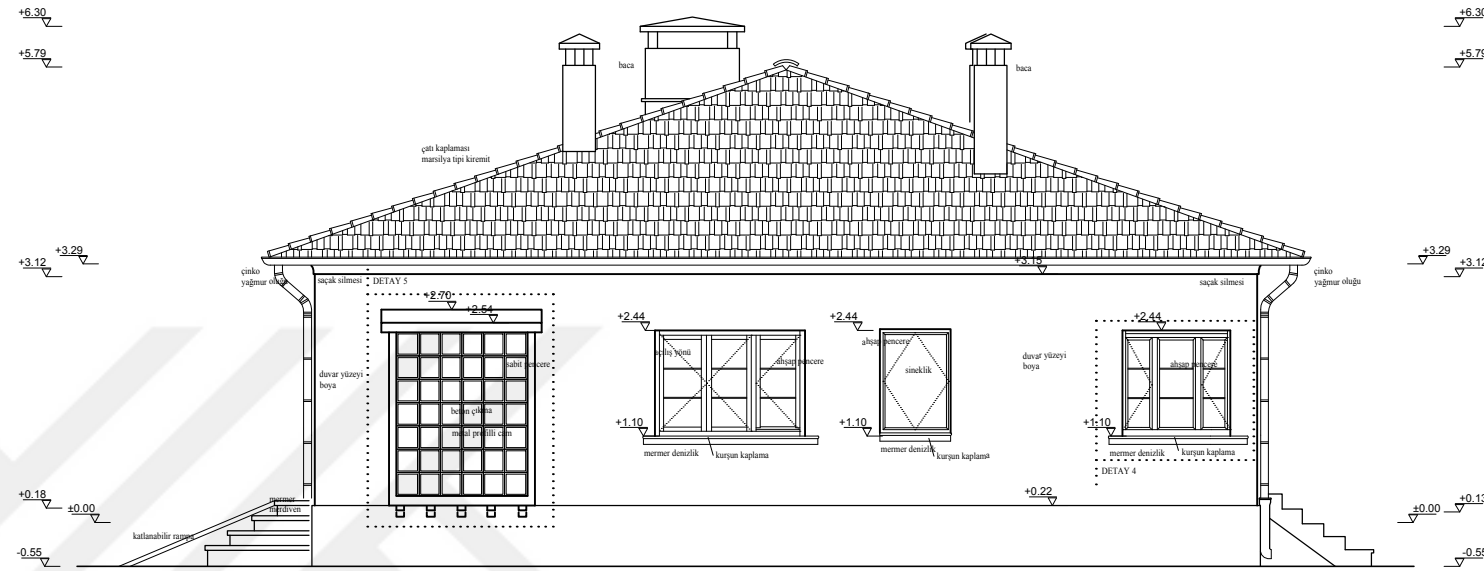 +6.30
+6.30
+5.79
baca
baca
+5.79
çatı kaplaması
marsilya tipi kiremit
+3.29
+3.12
+3.15
+3.29
+3.12
çinko
yağmur oluğu
saçak silmesi
DETAY 5
saçak silmesi
çinko
yağmur oluğu
+2.70
+2.54
+2.44
+2.44
+2.44
açılış yönü
ahşap pencere
ahşap pencere
sineklik
duvar yüzeyi
boya
ahşap pencere
duvar yüzeyi
boya
sabit pencere
beton çıkma
metal profilli cam
+1.10
+1.10
+1.10
mermer denizlik
kurşun kaplama
mermer denizlik
kurşun kaplama
mermer denizlik
kurşun kaplama
DETAY 4
+0.18
±0.00
mermer
merdiven
+0.22
±0.00
+0.13
katlanabilir rampa
-0.55
-0.55